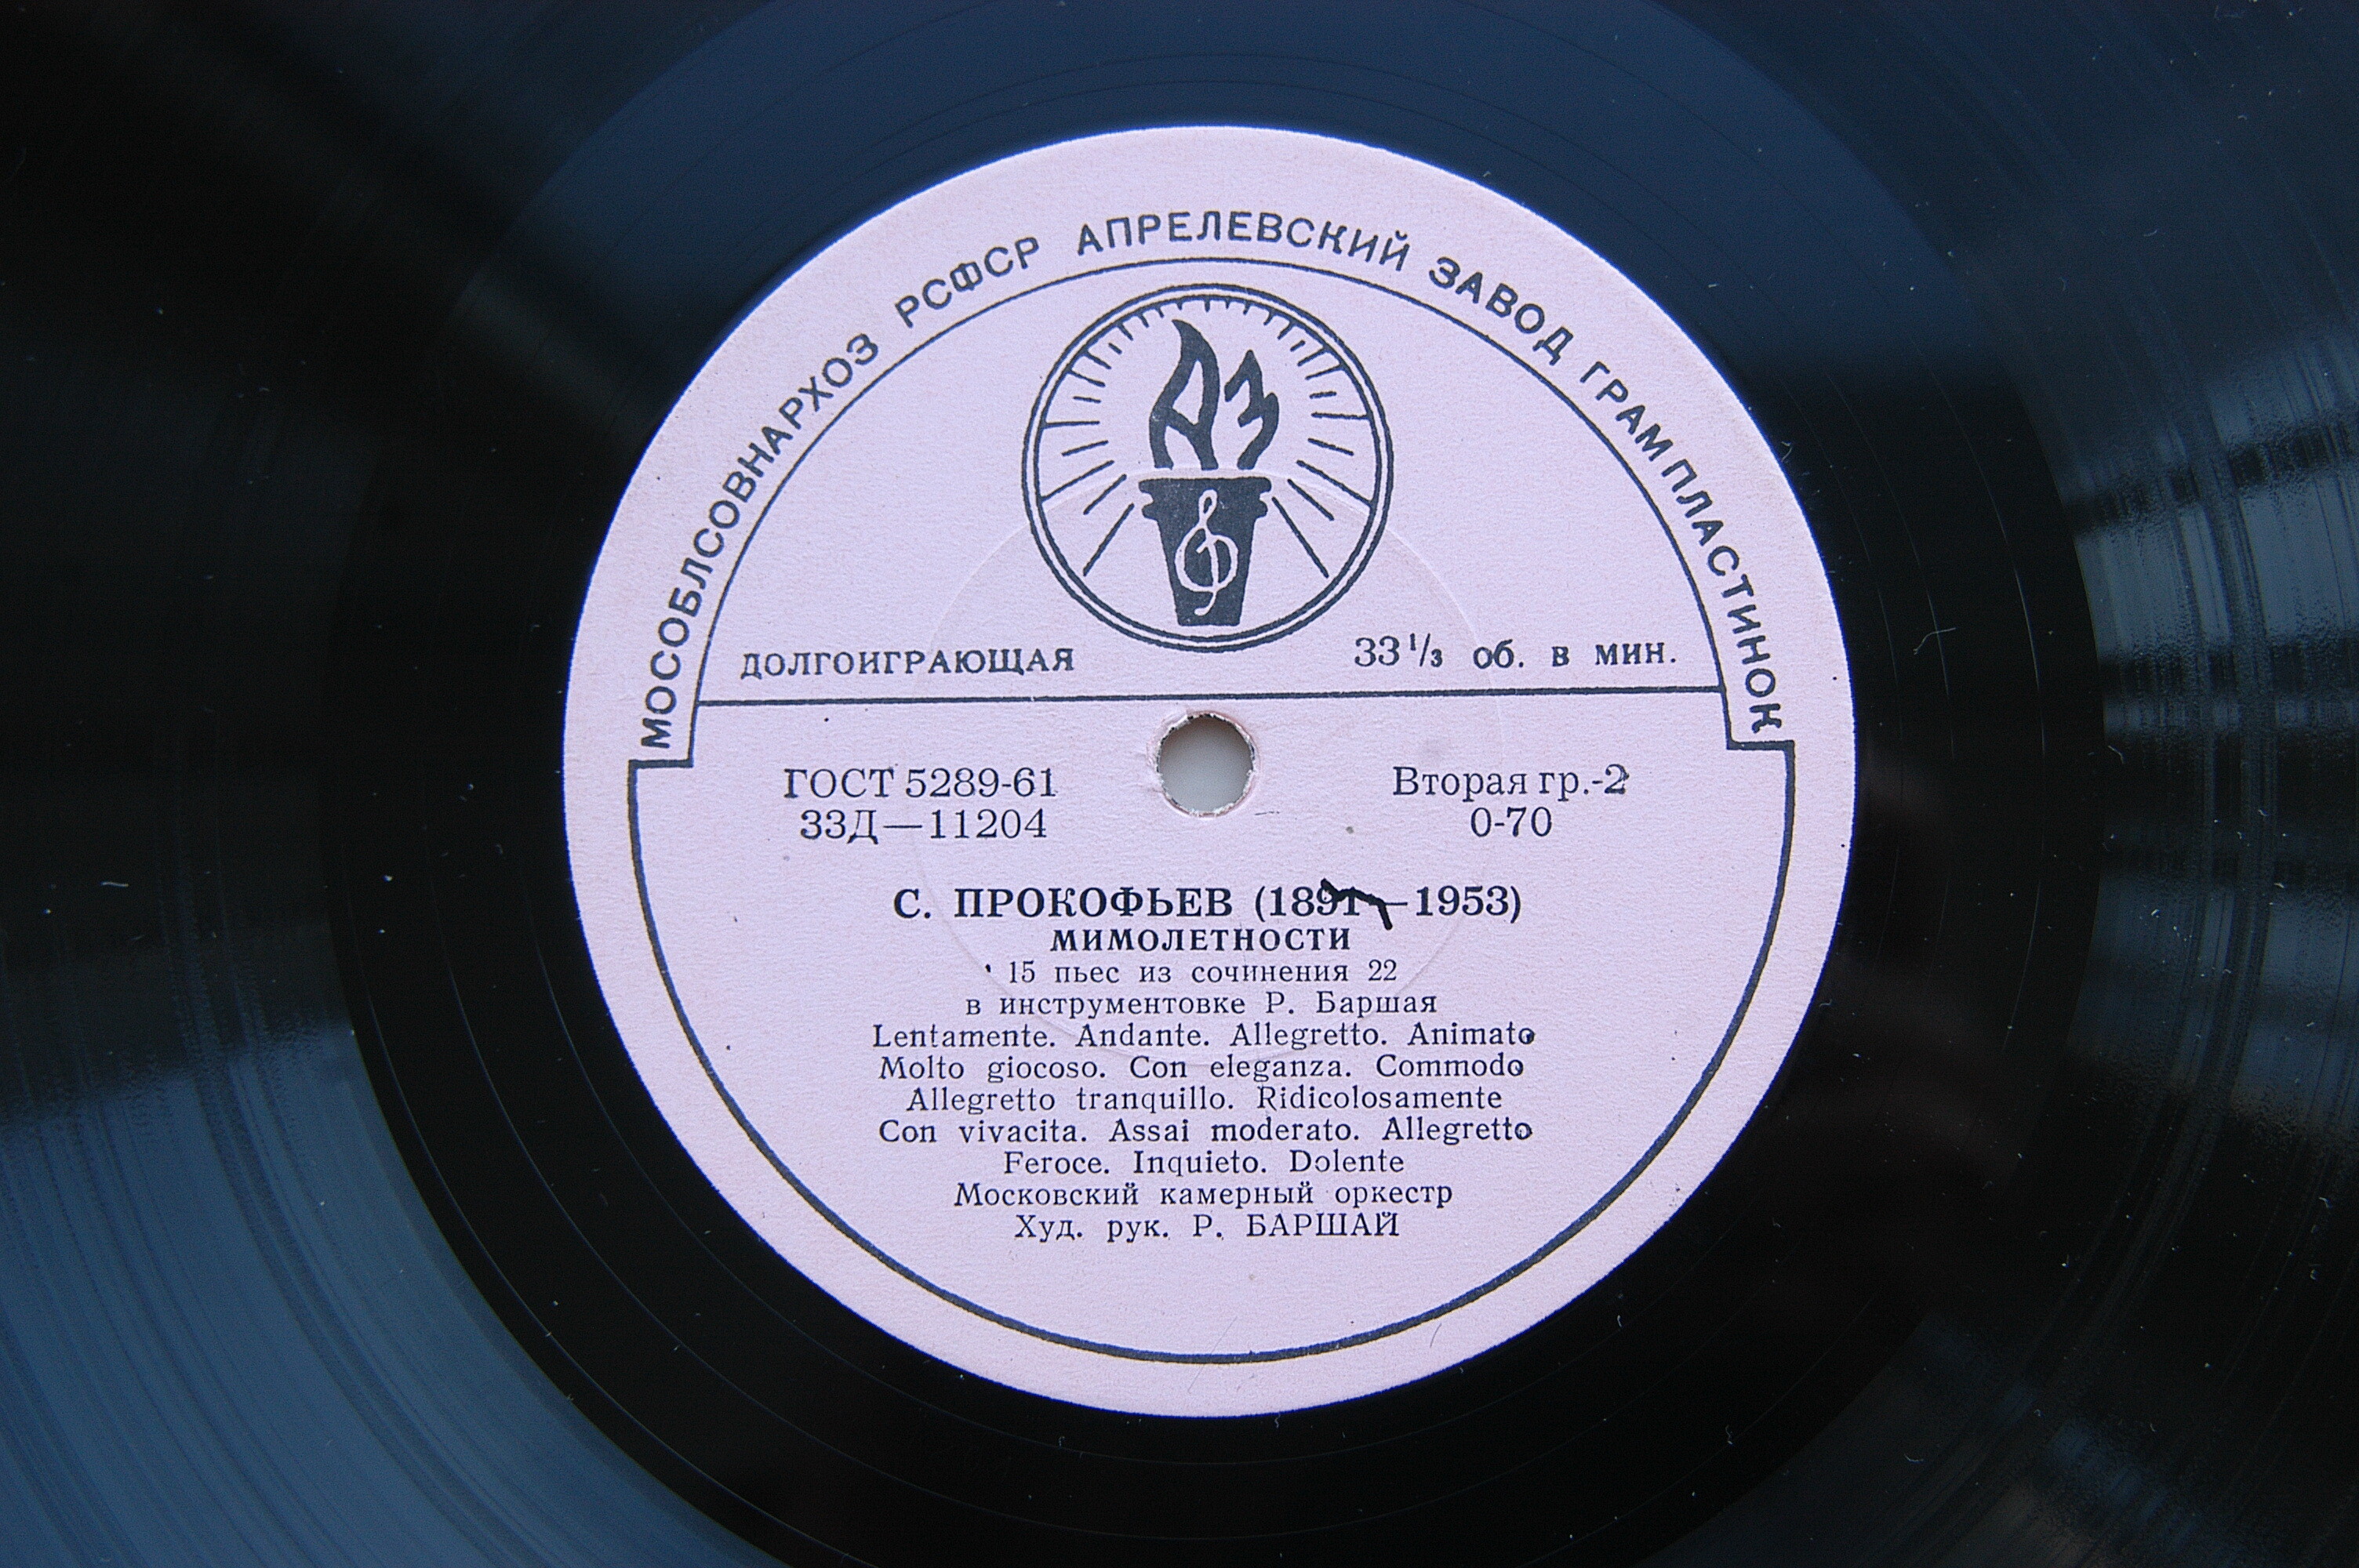 МОСОБЛСОВНАРХОЗ РСФСР АПРЕЛЕВСКИЙ ЗАВОД ГРАМПЛАСТИНОК
АЗ
ДОЛГОИГРАЮЩАЯ 33 1/3 об. в мин.
ГОСТ 5289-61 Вторая гр.-2
33Д—11204 0-70
С. ПРОКОФЬЕВ (1891—1953)
МИМОЛЕТНОСТИ
15 пьес из сочинения 22
в инструментовке Р. Баршая
Lentamente. Andante. Allegretto. Animato
Molto giocoso. Con eleganza. Commodo
Allegretto tranquillo. Ridicolosamente
Con vivacita. Assai moderato. Allegretto
Feroce. Inquieto. Dolente
Московский камерный оркестр
Худ. рук. Р. БАРШАЙ